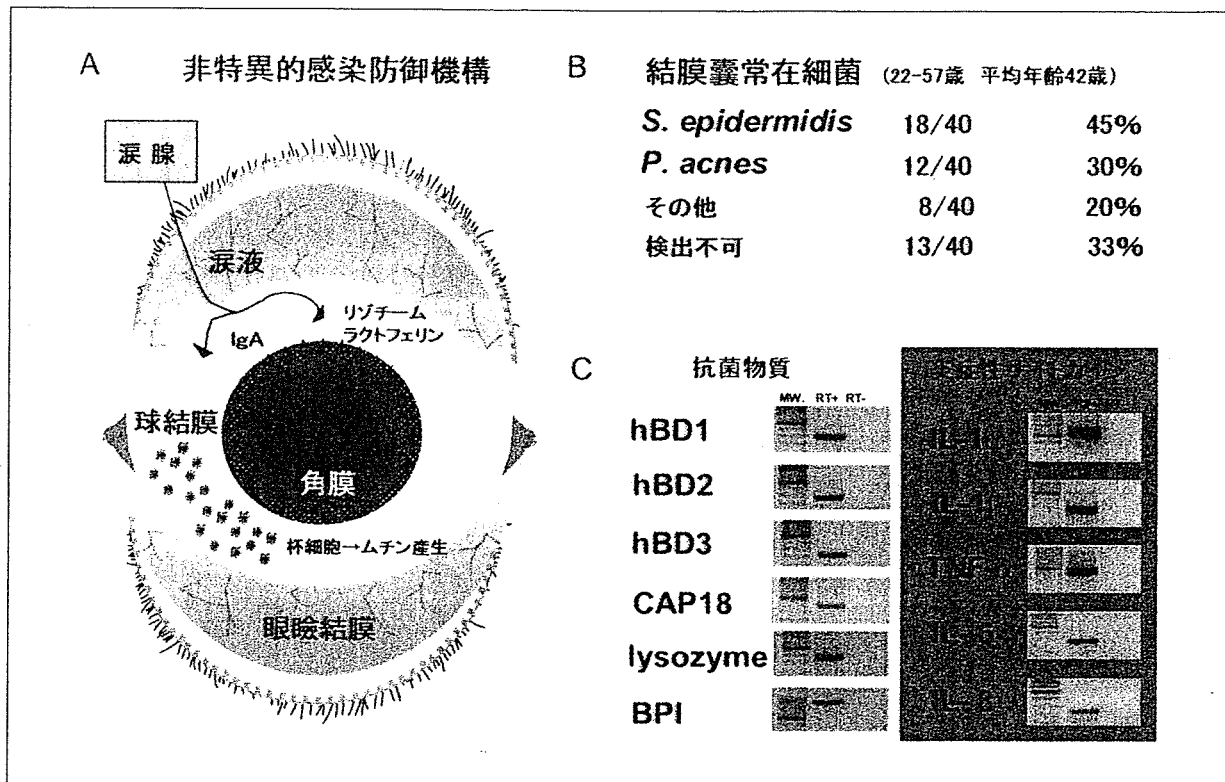 A 非特異的感染防御機構
涙腺
涙液
リゾチーム
ラクトフェリン
IgA
球結膜
角膜
杯細胞→ムチン産生
眼瞼結膜
B 結膜嚢常在細菌 (22-57歳 平均年齢42歳)
S. epidermidis 18/40 45%
P. acnes 12/40 30%
その他 8/40 20%
検出不可 13/40 33%
C 抗菌物質
MW. RT+ RT-
hBD1
hBD2
hBD3
CAP18
lysozyme
BPI